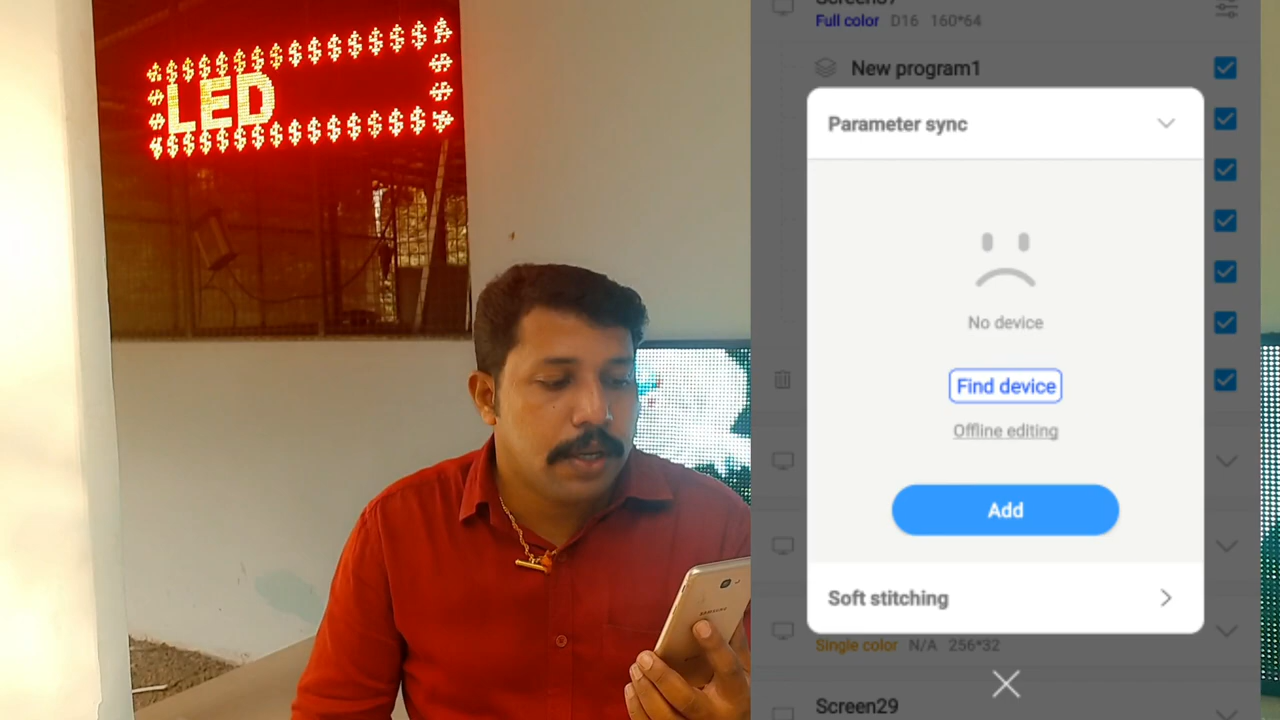 $$$$$$$$$$$$$$$$$
LED
$$$$$$$$$$$$$$$$$
SAMSUNG
Full color D16 160*64
New program1
Parameter sync
No device
Find device
Offline editing
Add
Soft stitching
Single color N/A 256*32
Screen29